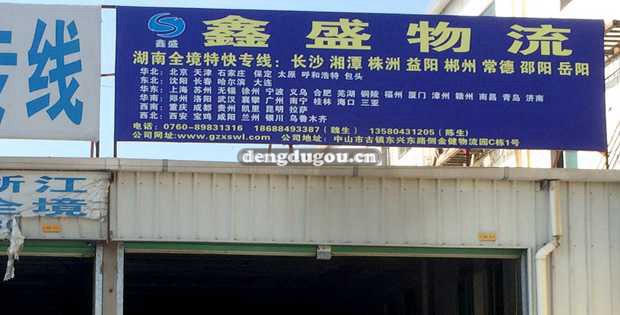 专线
鑫盛
鑫盛物流
湖南全境特快专线：长沙 湘潭 株洲 益阳 郴州 常德 邵阳 岳阳
华北：北京 天津 石家庄 保定 太原 呼和浩特 包头
东北：沈阳 长春 哈尔滨 大连
华东：上海 苏州 无锡 徐州 宁波 义乌 合肥 芜湖 铜陵 福州 厦门 漳州 赣州 南昌 青岛 济南
华南：郑州 洛阳 武汉 襄攀 广州 南宁 桂林 海口 三亚
西南：重庆 成都 贵州 凯里 昆明 拉萨
西北：西安 宝鸡 咸阳 兰州 银川 乌鲁木齐
电话：0760-89831316 18688493387（魏生） 13580431205（陈生）
公司网址：www.gzxswl.com 公司地址：中山市古镇东兴东路侧金健物流园C栋1号
dengdugou.cn
浙江
全境